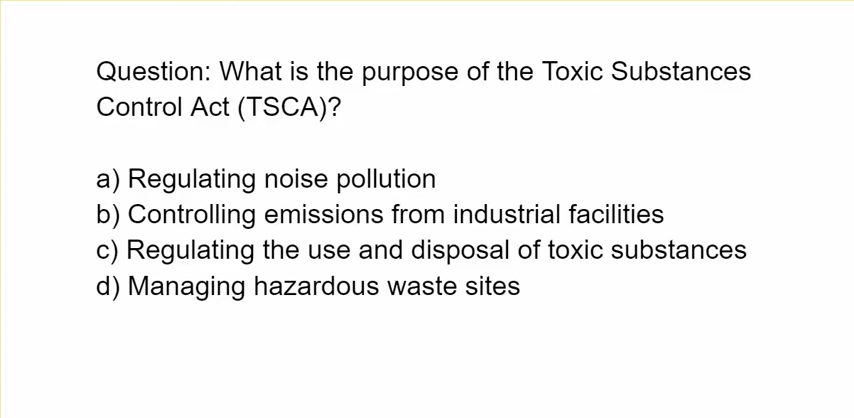 Question: What is the purpose of the Toxic Substances
Control Act (TSCA)?
a) Regulating noise pollution
b) Controlling emissions from industrial facilities
c) Regulating the use and disposal of toxic substances
d) Managing hazardous waste sites